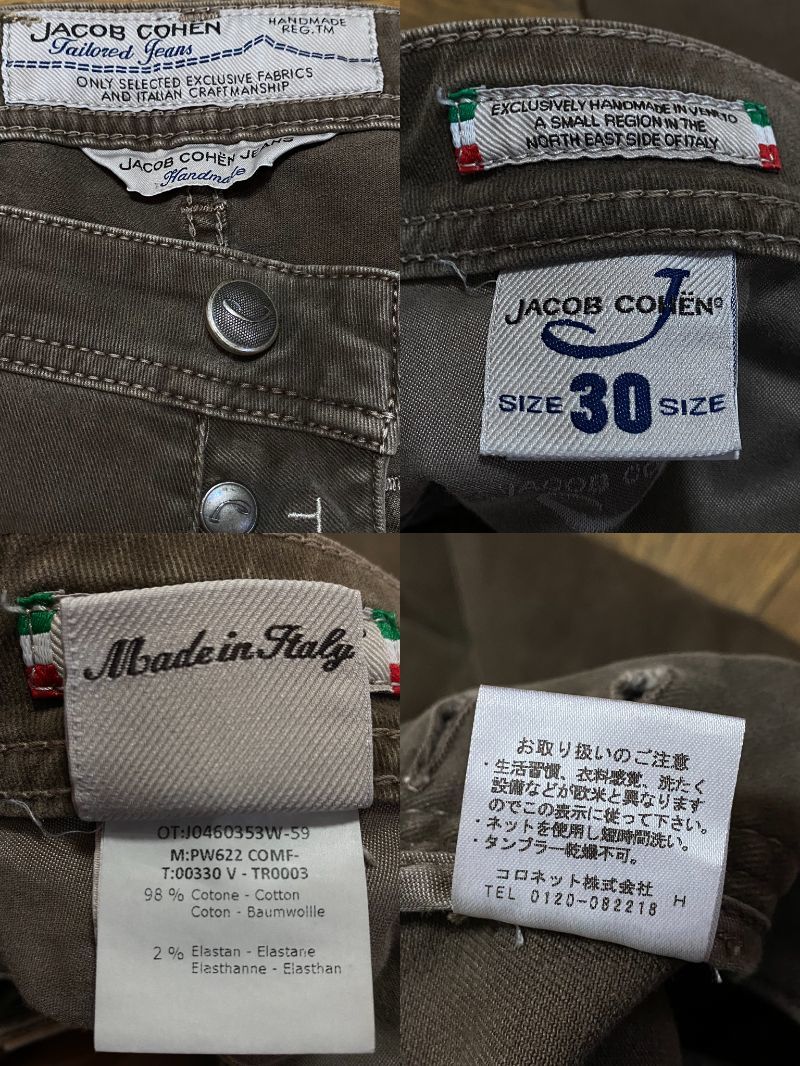 JACOB COHËN
HANDMADE
REG.TM
Tailored Jeans
ONLY SELECTED EXCLUSIVE FABRICS
AND ITALIAN CRAFTMANSHIP
JACOB COHËN JEANS
Handmade
EXCLUSIVELY HANDMADE IN VENETO
A SMALL REGION IN THE
NORTH EAST SIDE OF ITALY
J
JACOB COHËN®
SIZE 30 SIZE
Made in Italy
OT:J0460353W-59
M:PW622 COMF-
T:00330 V - TR0003
98 % Cotone - Cotton
Coton - Baumwollle
2 % Elastan - Elastane
Elasthanne - Elasthan
お取り扱いのご注意
・生活習慣、衣料感覚、洗たく
設備などが欧米と異なります
のでこの表示に従って下さい。
・ネットを使用し短時間洗い。
・タンブラー乾燥不可。
コロネット株式会社 H
TEL 0120-082218